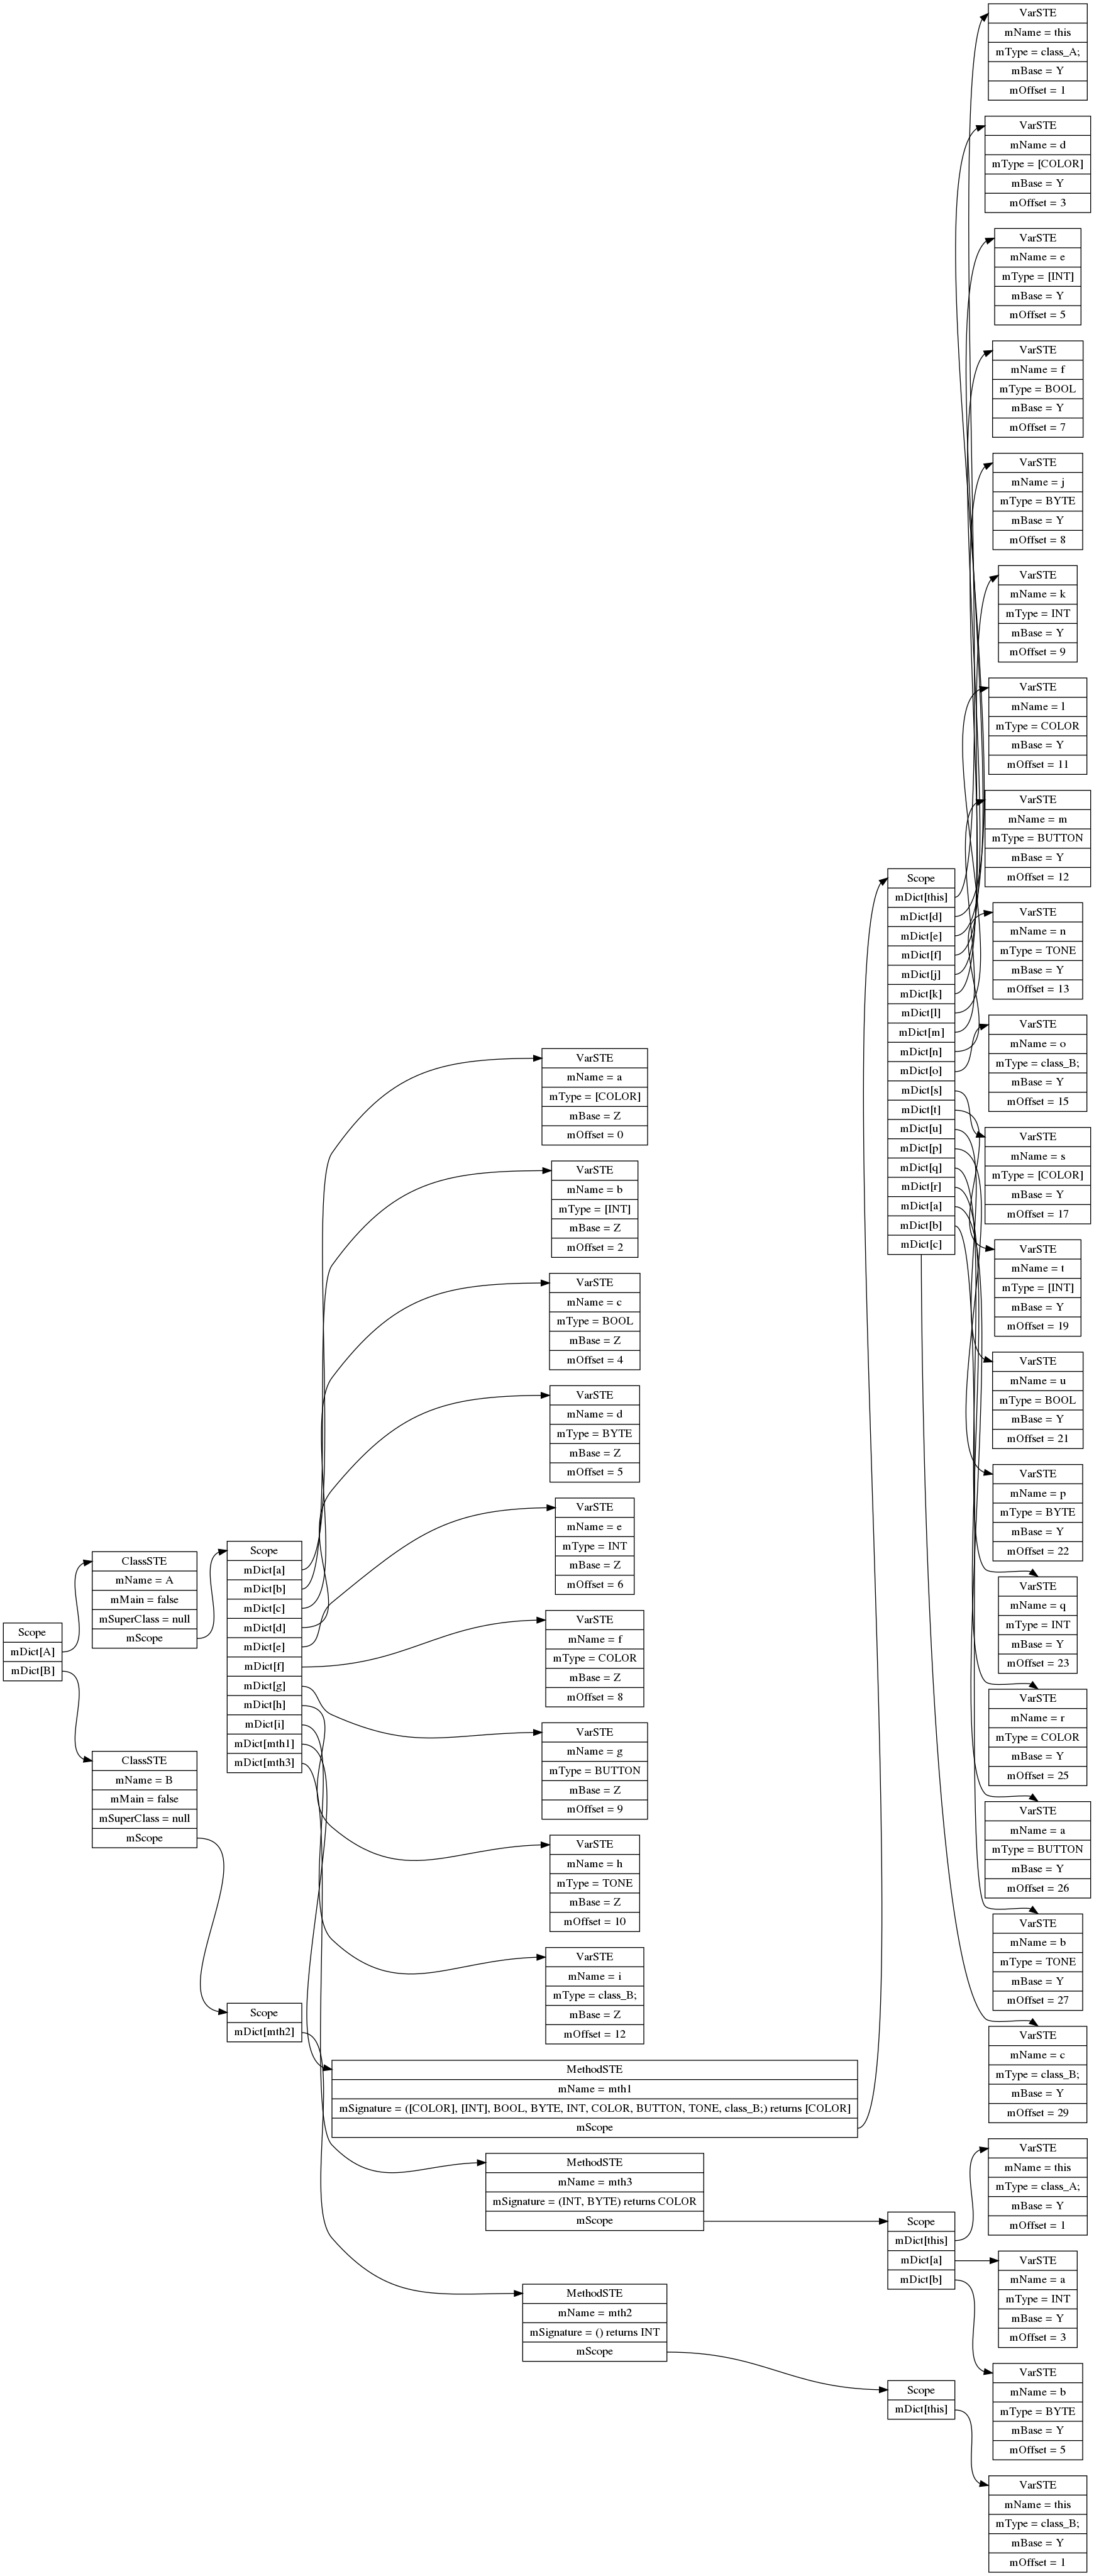 Scope
mDict[A]
mDict[B]
ClassSTE
mName = A
mMain = false
mSuperClass = null
mScope
ClassSTE
mName = B
mMain = false
mSuperClass = null
mScope
Scope
mDict[a]
mDict[b]
mDict[c]
mDict[d]
mDict[e]
mDict[f]
mDict[g]
mDict[h]
mDict[i]
mDict[mth1]
mDict[mth3]
Scope
mDict[mth2]
VarSTE
mName = a
mType = [COLOR]
mBase = Z
mOffset = 0
VarSTE
mName = b
mType = [INT]
mBase = Z
mOffset = 2
VarSTE
mName = c
mType = BOOL
mBase = Z
mOffset = 4
VarSTE
mName = d
mType = BYTE
mBase = Z
mOffset = 5
VarSTE
mName = e
mType = INT
mBase = Z
mOffset = 6
VarSTE
mName = f
mType = COLOR
mBase = Z
mOffset = 8
VarSTE
mName = g
mType = BUTTON
mBase = Z
mOffset = 9
VarSTE
mName = h
mType = TONE
mBase = Z
mOffset = 10
VarSTE
mName = i
mType = class_B;
mBase = Z
mOffset = 12
MethodSTE
mName = mth1
mSignature = ([COLOR], [INT], BOOL, BYTE, INT, COLOR, BUTTON, TONE, class_B;) returns [COLOR]
mScope
MethodSTE
mName = mth3
mSignature = (INT, BYTE) returns COLOR
mScope
MethodSTE
mName = mth2
mSignature = () returns INT
mScope
Scope
mDict[this]
mDict[d]
mDict[e]
mDict[f]
mDict[j]
mDict[k]
mDict[l]
mDict[m]
mDict[n]
mDict[o]
mDict[s]
mDict[t]
mDict[u]
mDict[p]
mDict[q]
mDict[r]
mDict[a]
mDict[b]
mDict[c]
Scope
mDict[this]
mDict[a]
mDict[b]
Scope
mDict[this]
VarSTE
mName = this
mType = class_A;
mBase = Y
mOffset = 1
VarSTE
mName = d
mType = [COLOR]
mBase = Y
mOffset = 3
VarSTE
mName = e
mType = [INT]
mBase = Y
mOffset = 5
VarSTE
mName = f
mType = BOOL
mBase = Y
mOffset = 7
VarSTE
mName = j
mType = BYTE
mBase = Y
mOffset = 8
VarSTE
mName = k
mType = INT
mBase = Y
mOffset = 9
VarSTE
mName = l
mType = COLOR
mBase = Y
mOffset = 11
VarSTE
mName = m
mType = BUTTON
mBase = Y
mOffset = 12
VarSTE
mName = n
mType = TONE
mBase = Y
mOffset = 13
VarSTE
mName = o
mType = class_B;
mBase = Y
mOffset = 15
VarSTE
mName = s
mType = [COLOR]
mBase = Y
mOffset = 17
VarSTE
mName = t
mType = [INT]
mBase = Y
mOffset = 19
VarSTE
mName = u
mType = BOOL
mBase = Y
mOffset = 21
VarSTE
mName = p
mType = BYTE
mBase = Y
mOffset = 22
VarSTE
mName = q
mType = INT
mBase = Y
mOffset = 23
VarSTE
mName = r
mType = COLOR
mBase = Y
mOffset = 25
VarSTE
mName = a
mType = BUTTON
mBase = Y
mOffset = 26
VarSTE
mName = b
mType = TONE
mBase = Y
mOffset = 27
VarSTE
mName = c
mType = class_B;
mBase = Y
mOffset = 29
VarSTE
mName = this
mType = class_A;
mBase = Y
mOffset = 1
VarSTE
mName = a
mType = INT
mBase = Y
mOffset = 3
VarSTE
mName = b
mType = BYTE
mBase = Y
mOffset = 5
VarSTE
mName = this
mType = class_B;
mBase = Y
mOffset = 1